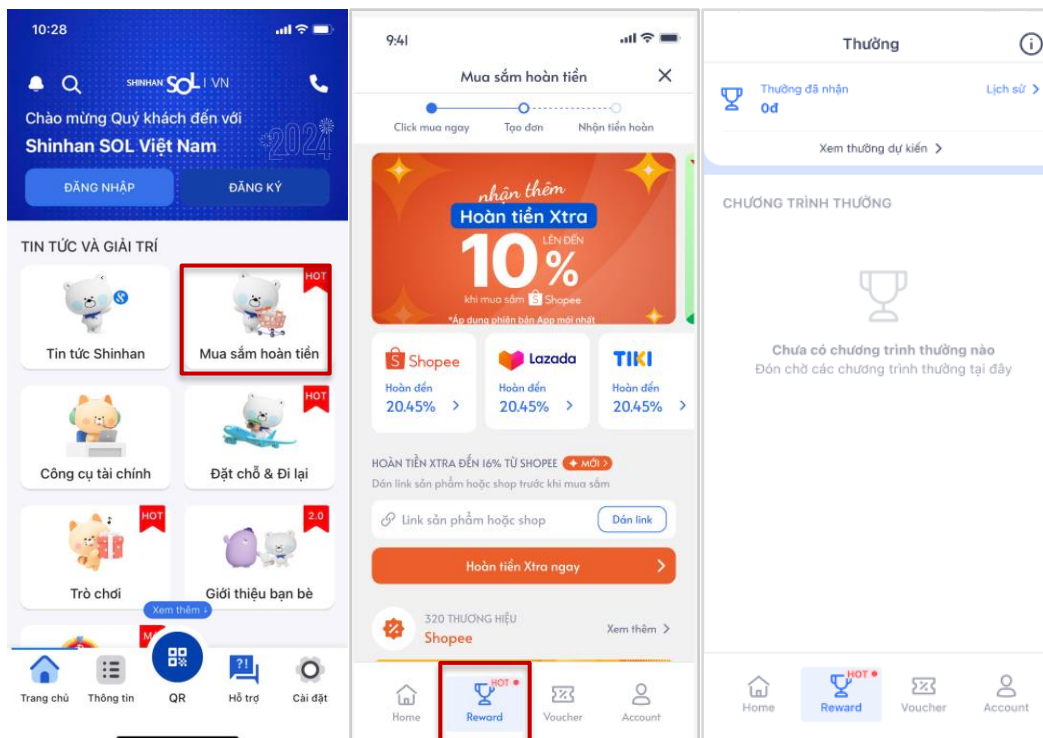 10:28
SHINHAN SOL VN
Chào mừng Quý khách đến với
Shinhan SOL Việt Nam
2024
ĐĂNG NHẬP
ĐĂNG KÝ
TIN TỨC VÀ GIẢI TRÍ
HOT
Tin tức Shinhan
Mua sắm hoàn tiền
HOT
Công cụ tài chính
Đặt chỗ & Đi lại
HOT
2.0
Trò chơi
Giới thiệu bạn bè
Xem thêm ↓
Trang chủ
Thông tin
QR
Hỗ trợ
Cài đặt
9:41
Mua sắm hoàn tiền
Click mua ngay
Tạo đơn
Nhận tiền hoàn
nhận thêm
Hoàn tiền Xtra
LÊN ĐẾN
10%
khi mua sắm Shopee
*Áp dụng phiên bản App mới nhất
Shopee
Lazada
TIKI
Hoàn đến
Hoàn đến
Hoàn đến
20.45% >
20.45% >
20.45% >
HOÀN TIỀN XTRA ĐẾN 16% TỪ SHOPEE
MỚI >
Dán link sản phẩm hoặc shop trước khi mua sắm
Link sản phẩm hoặc shop
Dán link
Hoàn tiền Xtra ngay >
320 THƯƠNG HIỆU
Shopee
Xem thêm >
HOT
Home
Reward
Voucher
Account
Thưởng
Thưởng đã nhận
Lịch sử >
0đ
Xem thưởng dự kiến >
CHƯƠNG TRÌNH THƯỞNG
Chưa có chương trình thưởng nào
Đón chờ các chương trình thưởng tại đây
HOT
Home
Reward
Voucher
Account